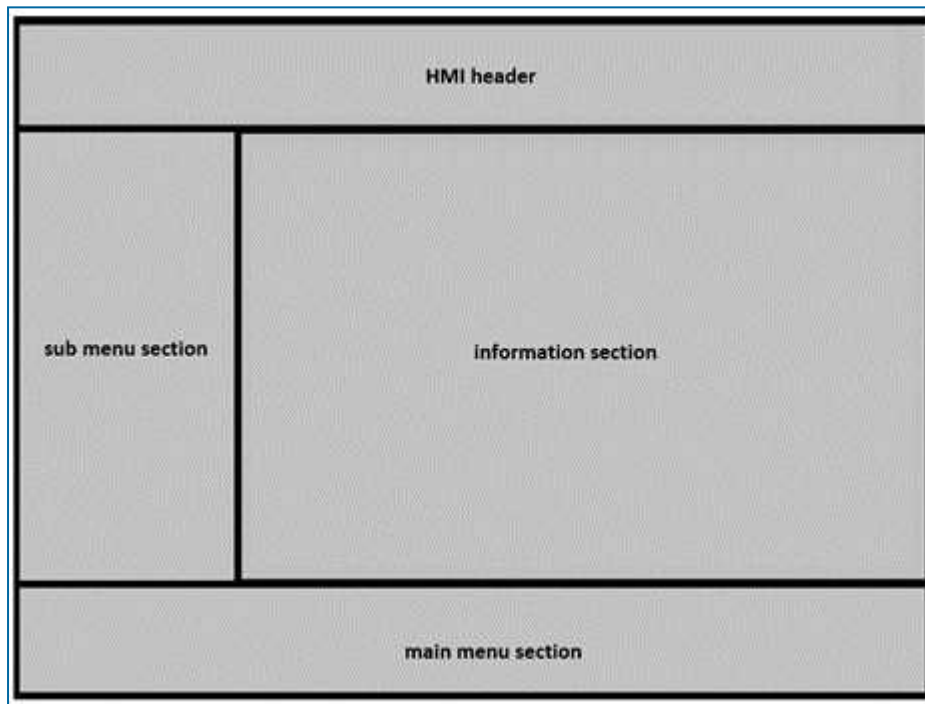 HMI header
sub menu section
information section
main menu section